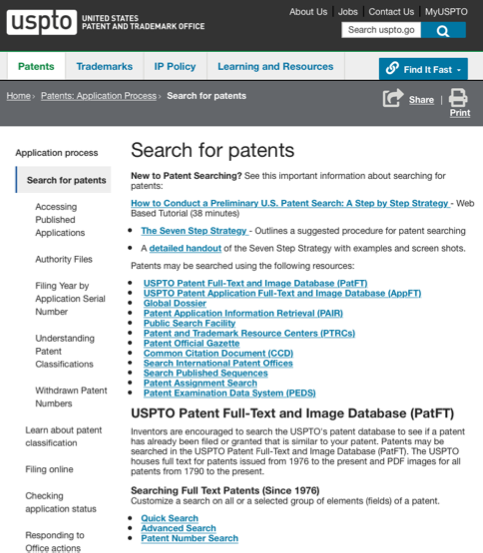 About Us Jobs Contact Us MyUSPTO
uspto UNITED STATES
PATENT AND TRADEMARK OFFICE
Search uspto.go
Patents Trademarks IP Policy Learning and Resources Find It Fast
Home› Patents: Application Process› Search for patents
Share | Print
Application process
Search for patents
Accessing
Published
Applications
Authority Files
Filing Year by
Application Serial
Number
Understanding
Patent
Classifications
Withdrawn Patent
Numbers
Learn about patent
classification
Filing online
Checking
application status
Responding to
Office actions
Search for patents
New to Patent Searching? See this important information about searching for
patents:
How to Conduct a Preliminary U.S. Patent Search: A Step by Step Strategy - Web
Based Tutorial (38 minutes)
• The Seven Step Strategy - Outlines a suggested procedure for patent searching
• A detailed handout of the Seven Step Strategy with examples and screen shots.
Patents may be searched using the following resources:
• USPTO Patent Full-Text and Image Database (PatFT)
• USPTO Patent Application Full-Text and Image Database (AppFT)
• Global Dossier
• Patent Application Information Retrieval (PAIR)
• Public Search Facility
• Patent and Trademark Resource Centers (PTRCs)
• Patent Official Gazette
• Common Citation Document (CCD)
• Search International Patent Offices
• Search Published Sequences
• Patent Assignment Search
• Patent Examination Data System (PEDS)
USPTO Patent Full-Text and Image Database (PatFT)
Inventors are encouraged to search the USPTO's patent database to see if a patent
has already been filed or granted that is similar to your patent. Patents may be
searched in the USPTO Patent Full-Text and Image Database (PatFT). The USPTO
houses full text for patents issued from 1976 to the present and PDF images for all
patents from 1790 to the present.
Searching Full Text Patents (Since 1976)
Customize a search on all or a selected group of elements (fields) of a patent.
• Quick Search
• Advanced Search
• Patent Number Search